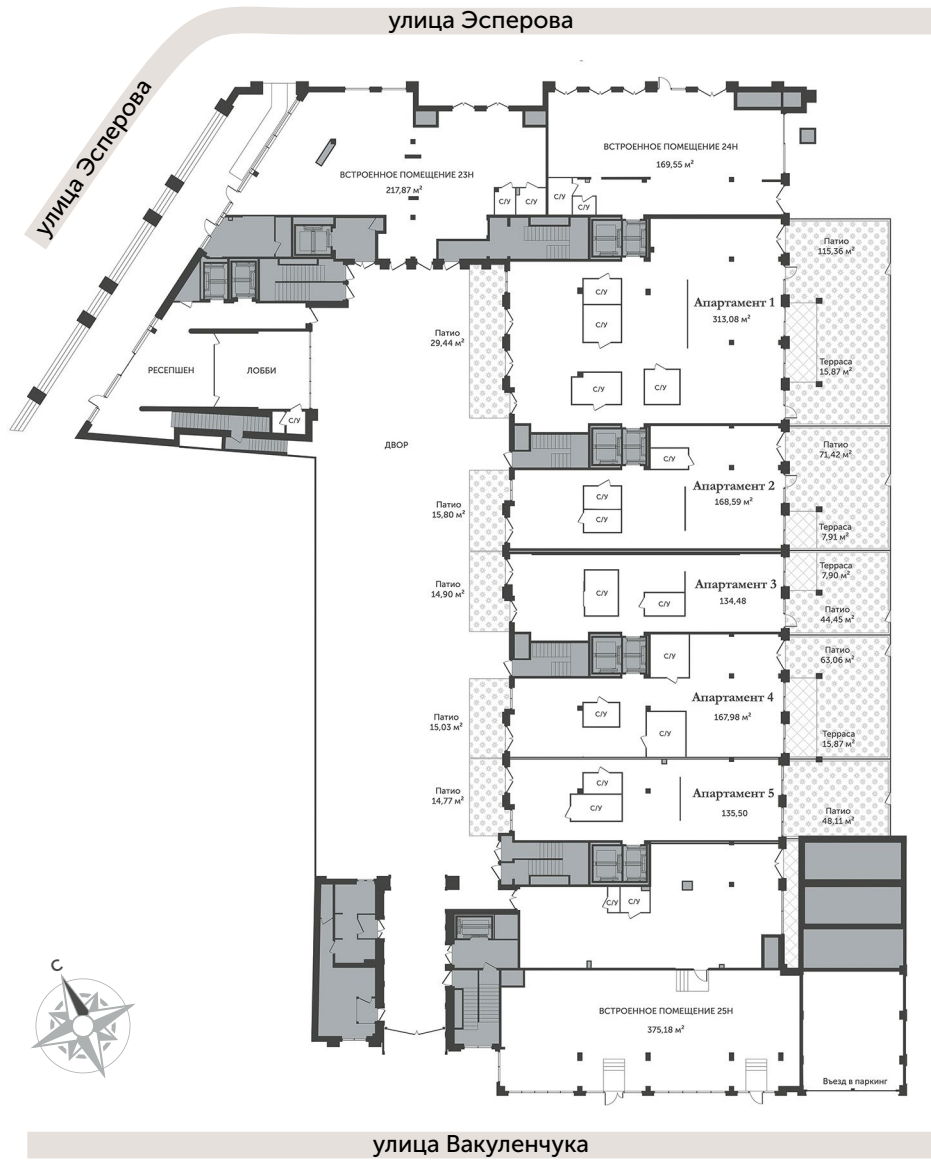 улица Эсперова
улица Эсперова
ВСТРОЕННОЕ ПОМЕЩЕНИЕ 24Н
169,55 м²
ВСТРОЕННОЕ ПОМЕЩЕНИЕ 23Н
217,87 м²
С/У
С/У
С/У
С/У
Патио
115,36 м²
С/У
Апартамент 1
313,08 м²
С/У
Патио
29,44 м²
Терраса
15,87 м²
РЕСЕПШЕН
ЛОББИ
С/У
С/У
С/У
ДВОР
Патио
71,42 м²
С/У
Апартамент 2
168,59 м²
С/У
С/У
Патио
15,80 м²
Терраса
7,91 м²
Терраса
7,90 м²
Патио
14,90 м²
С/У
С/У
Апартамент 3
134,48
Патио
44,45 м²
Патио
63,06 м²
С/У
Апартамент 4
167,98 м²
Патио
15,03 м²
С/У
С/У
Терраса
15,87 м²
С/У
Патио
14,77 м²
С/У
Апартамент 5
135,50
Патио
48,11 м²
С/У
С/У
С
ВСТРОЕННОЕ ПОМЕЩЕНИЕ 25Н
375,18 м²
Въезд в паркинг
улица Вакуленчука